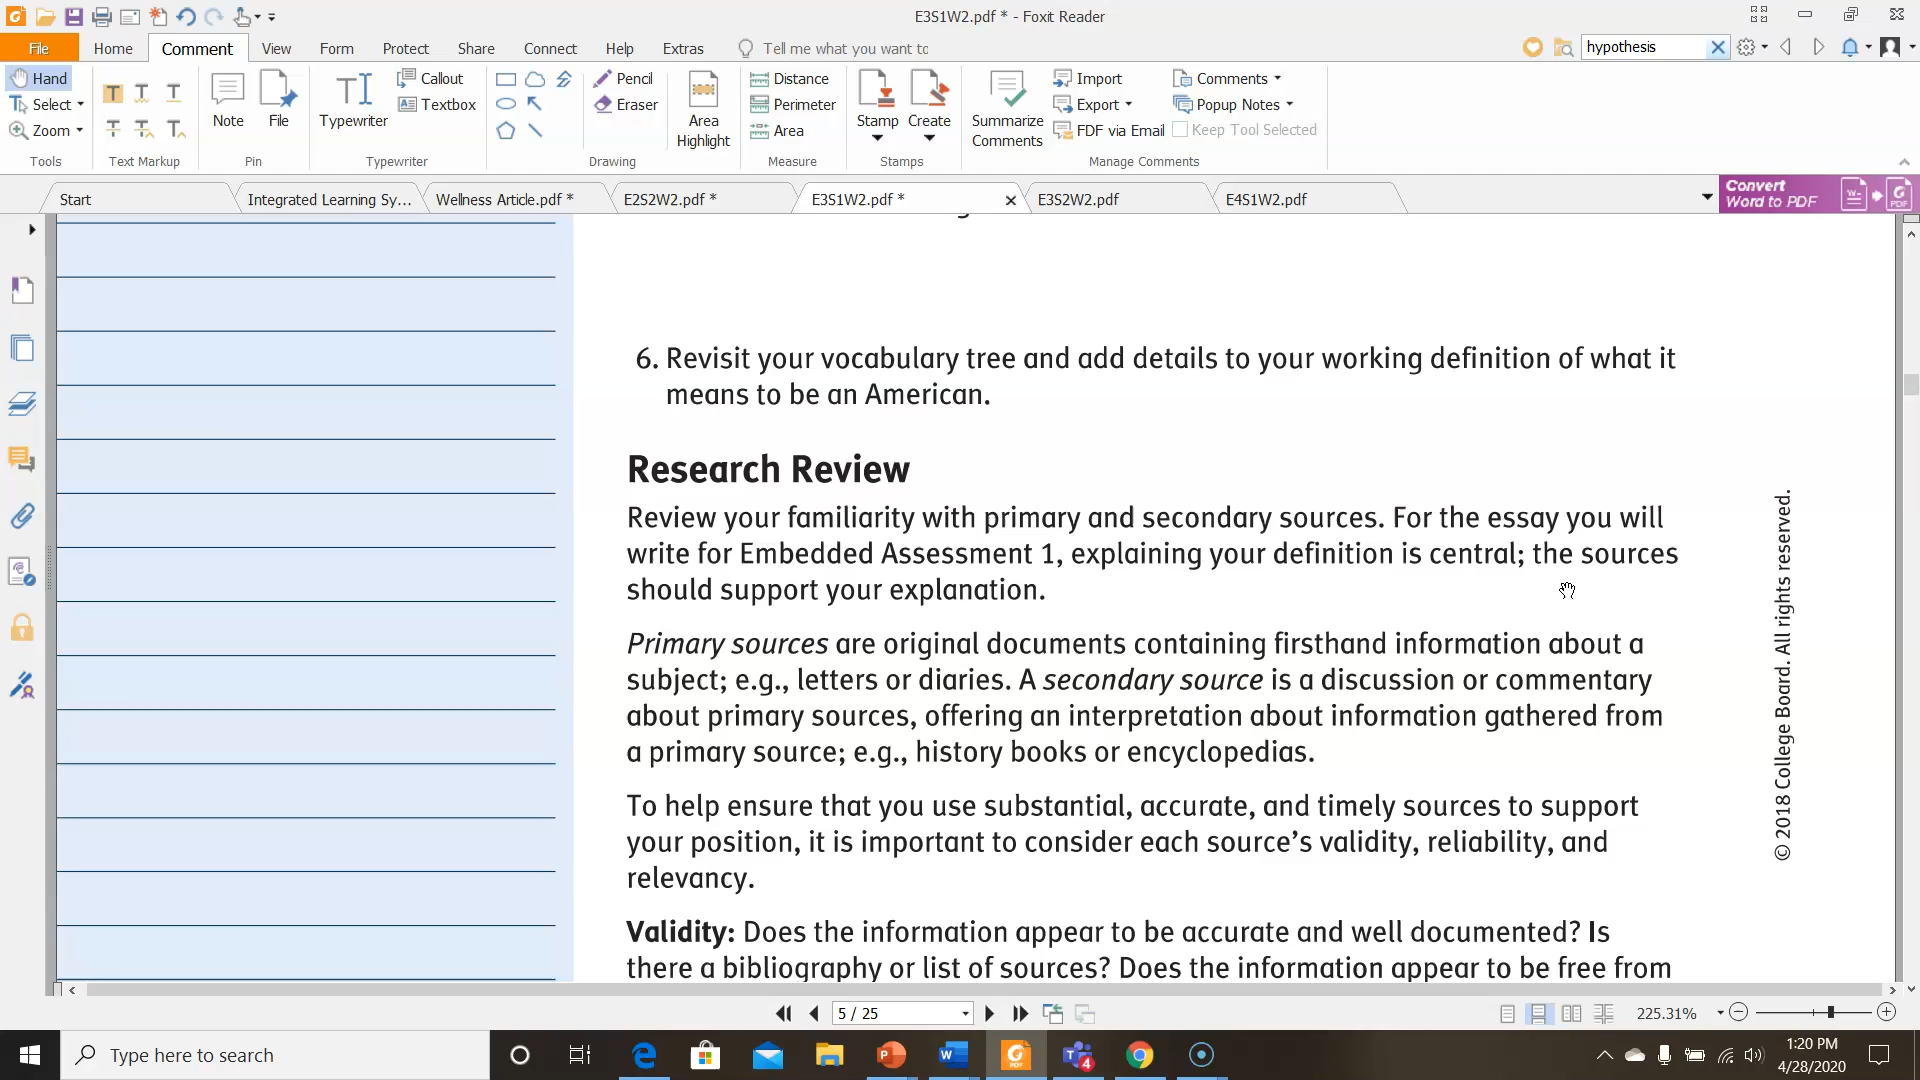 E3S1W2.pdf * - Foxit Reader
File Home Comment View Form Protect Share Connect Help Extras Tell me what you want to hypothesis
Hand
Select
Zoom
Tools
Text Markup
Note
File
Pin
Typewriter
Callout
Textbox
Typewriter
Pencil
Eraser
Area
Highlight
Drawing
Distance
Perimeter
Area
Measure
Stamp
Create
Stamps
Summarize
Comments
Import
Export
FDF via Email
Comments
Popup Notes
Keep Tool Selected
Manage Comments
Start Integrated Learning Sy... Wellness Article.pdf * E2S2W2.pdf * E3S1W2.pdf * E3S2W2.pdf E4S1W2.pdf
Convert
Word to PDF
6. Revisit your vocabulary tree and add details to your working definition of what it
means to be an American.
Research Review
Review your familiarity with primary and secondary sources. For the essay you will
write for Embedded Assessment 1, explaining your definition is central; the sources
should support your explanation.
Primary sources are original documents containing firsthand information about a
subject; e.g., letters or diaries. A secondary source is a discussion or commentary
about primary sources, offering an interpretation about information gathered from
a primary source; e.g., history books or encyclopedias.
To help ensure that you use substantial, accurate, and timely sources to support
your position, it is important to consider each source’s validity, reliability, and
relevancy.
Validity: Does the information appear to be accurate and well documented? Is
there a bibliography or list of sources? Does the information appear to be free from
© 2018 College Board. All rights reserved.
5 / 25
225.31%
Type here to search
4
1:20 PM
4/28/2020